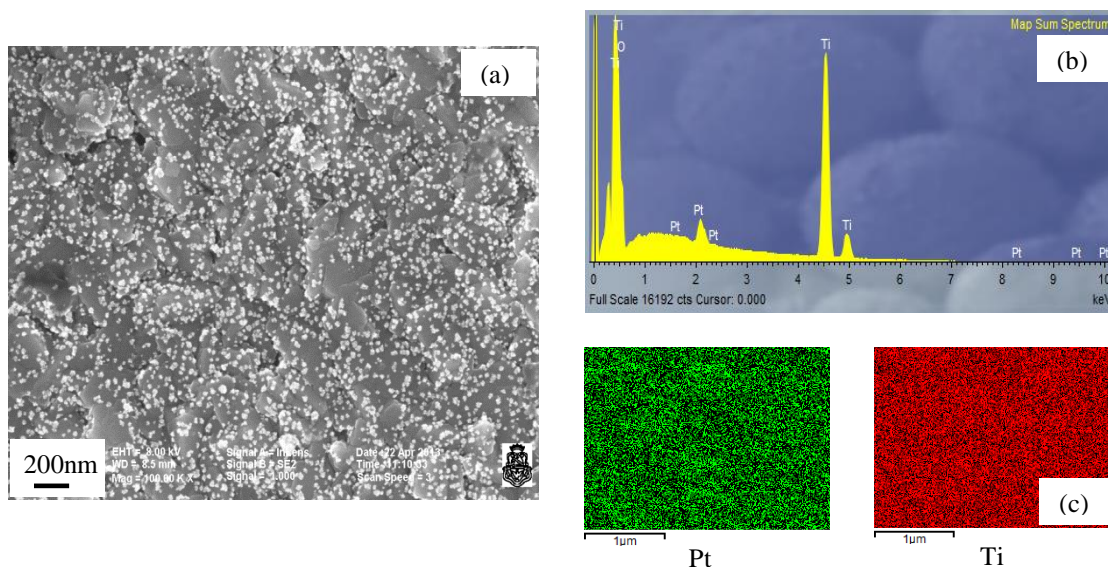 (a)
200nm
EHT = 8.00 kV
WD = 8.5 mm
Mag = 100.00 K X
Signal A = InLens
Signal B = SE2
Signal = 1.000
Date :22 Apr 2013
Time :11:10:33
Scan Speed = 3
Map Sum Spectrum
(b)
Ti
O
Ti
Pt
Pt
Pt
Ti
Ti
Pt
Pt
Pt
0 1 2 3 4 5 6 7 8 9 10
Full Scale 16192 cts Cursor: 0.000
keV
1µm
Pt
1µm
Ti
(c)